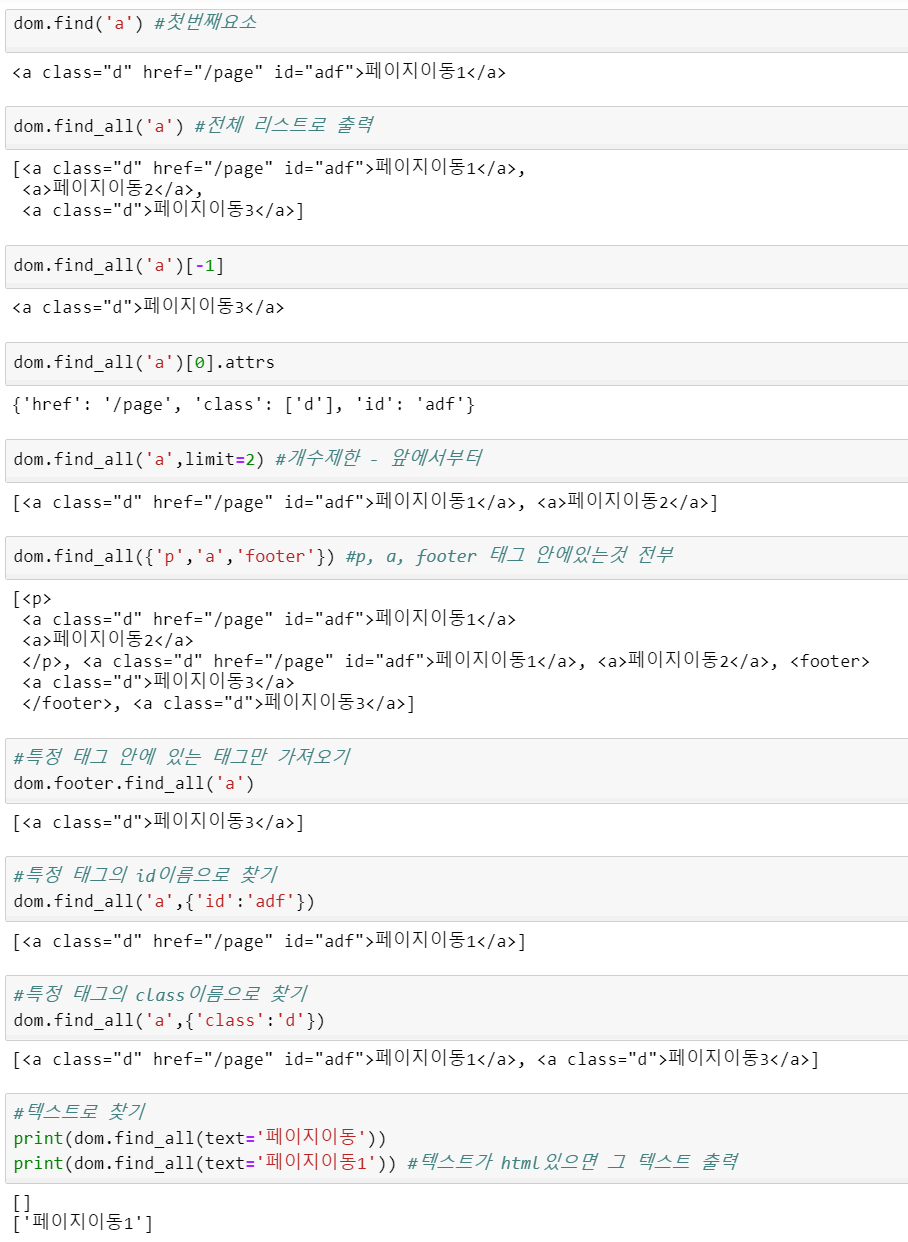 dom.find('a') #첫번째요소
<a class="d" href="/page" id="adf">페이지이동1</a>
dom.find_all('a') #전체 리스트로 출력
[<a class="d" href="/page" id="adf">페이지이동1</a>,
 <a>페이지이동2</a>,
 <a class="d">페이지이동3</a>]
dom.find_all('a')[-1]
<a class="d">페이지이동3</a>
dom.find_all('a')[0].attrs
{'href': '/page', 'class': ['d'], 'id': 'adf'}
dom.find_all('a',limit=2) #개수제한 - 앞에서부터
[<a class="d" href="/page" id="adf">페이지이동1</a>, <a>페이지이동2</a>]
dom.find_all({'p','a','footer'}) #p, a, footer 태그 안에있는것 전부
[<p>
 <a class="d" href="/page" id="adf">페이지이동1</a>
 <a>페이지이동2</a>
 </p>, <a class="d" href="/page" id="adf">페이지이동1</a>, <a>페이지이동2</a>, <footer>
 <a class="d">페이지이동3</a>
 </footer>, <a class="d">페이지이동3</a>]
#특정 태그 안에 있는 태그만 가져오기
dom.footer.find_all('a')
[<a class="d">페이지이동3</a>]
#특정 태그의 id이름으로 찾기
dom.find_all('a',{'id':'adf'})
[<a class="d" href="/page" id="adf">페이지이동1</a>]
#특정 태그의 class이름으로 찾기
dom.find_all('a',{'class':'d'})
[<a class="d" href="/page" id="adf">페이지이동1</a>, <a class="d">페이지이동3</a>]
#텍스트로 찾기
print(dom.find_all(text='페이지이동'))
print(dom.find_all(text='페이지이동1')) #텍스트가 html있으면 그 텍스트 출력
[]
['페이지이동1']